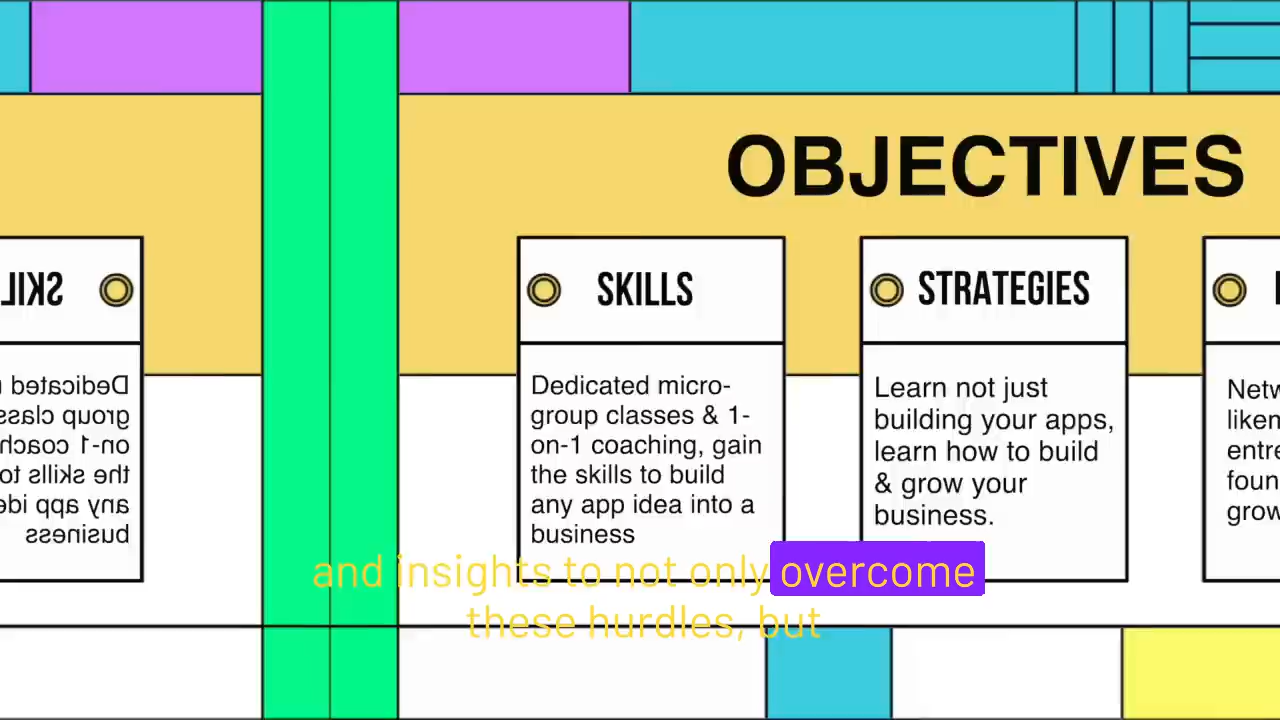 OBJECTIVES
SKILLS
Dedicated micro-
group classes & 1-
on-1 coaching, gain
the skills to build
any app idea into a
business
STRATEGIES
Learn not just
building your apps,
learn how to build
& grow your
business.
and insights to not only overcome
these hurdles, but